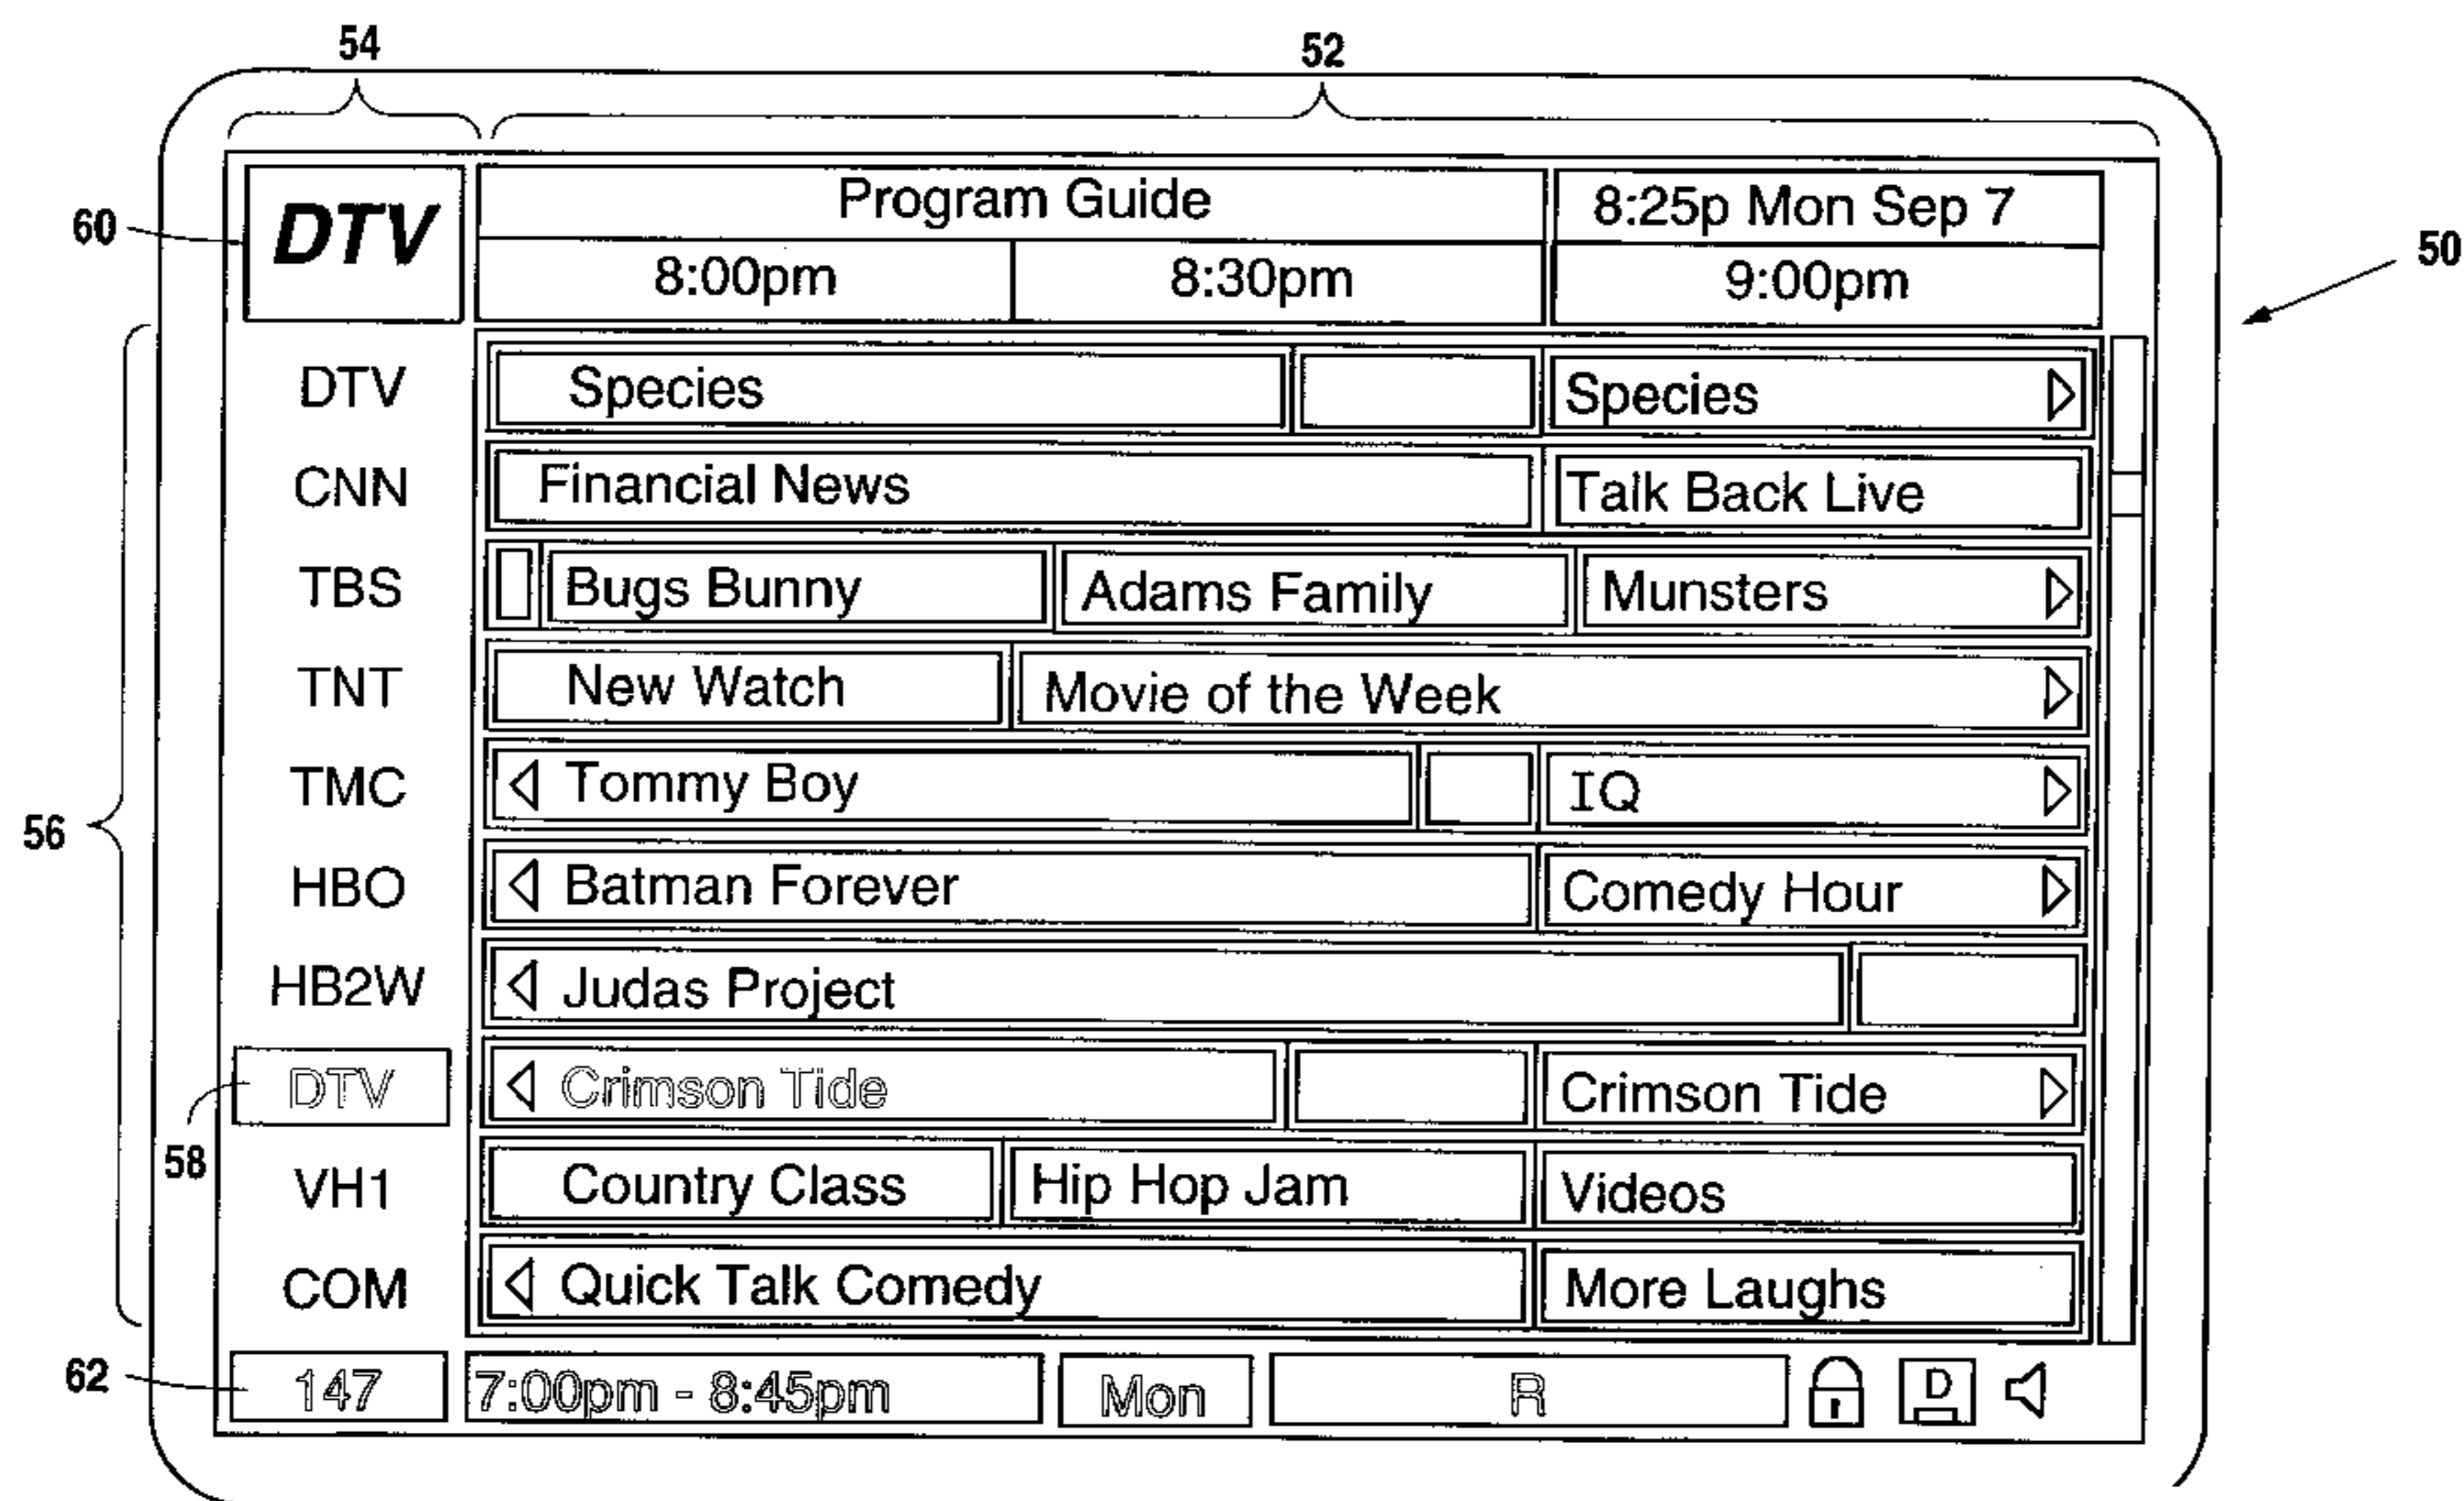 54 52
60 DTV Program Guide 8:25p Mon Sep 7
50
8:00pm 8:30pm 9:00pm
DTV Species Species
CNN Financial News Talk Back Live
TBS Bugs Bunny Adams Family Munsters
TNT New Watch Movie of the Week
TMC Tommy Boy IQ
56
HBO Batman Forever Comedy Hour
HB2W Judas Project
DTV Crimson Tide Crimson Tide
58
VH1 Country Class Hip Hop Jam Videos
COM Quick Talk Comedy More Laughs
62 147 7:00pm - 8:45pm Mon R D